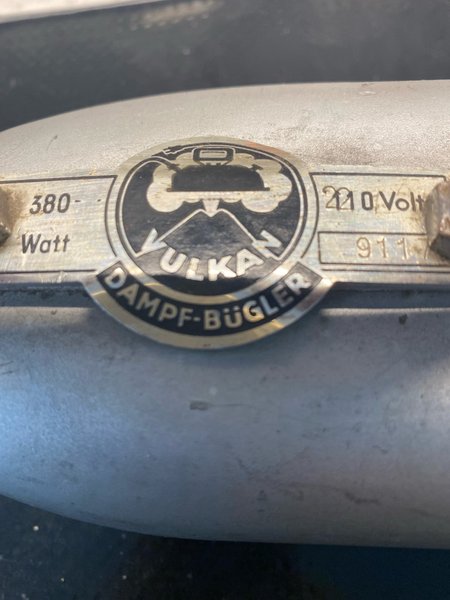 380
Watt
VULKAN
DAMPF-BÜGLER
Volt
911